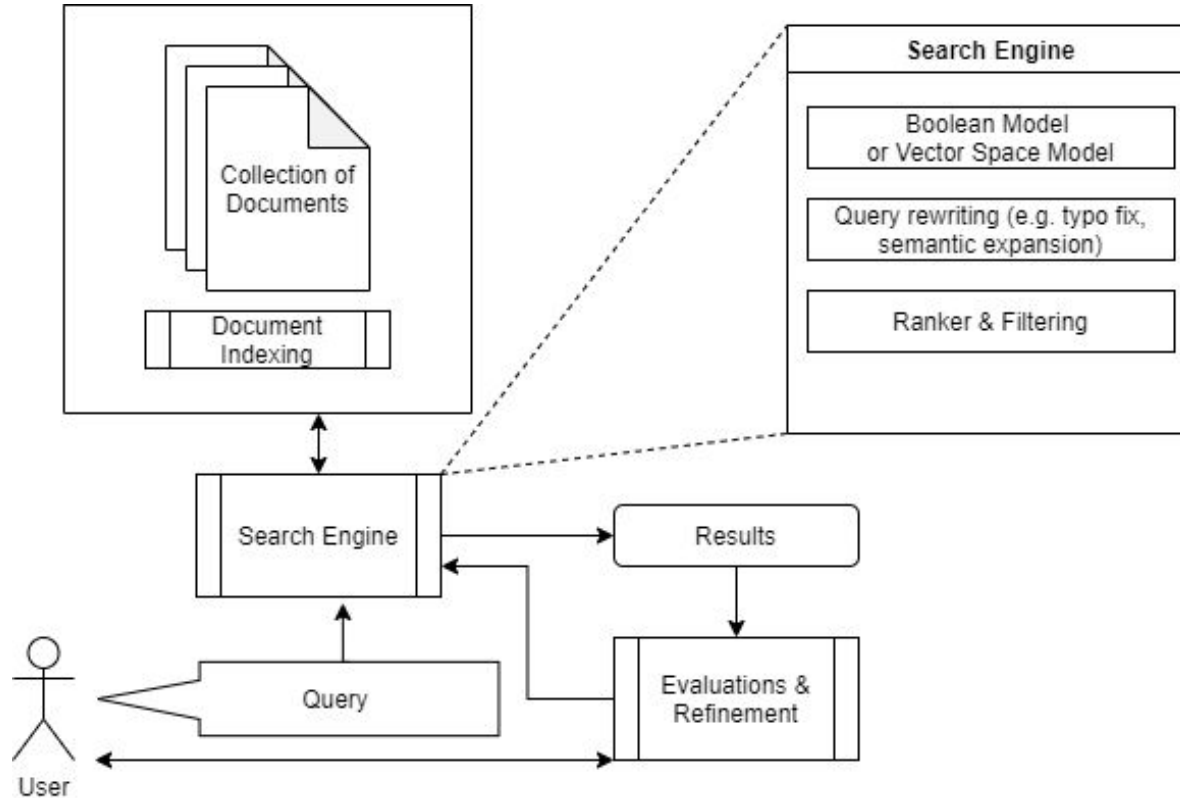 Collection of
Documents
Document
Indexing
Search Engine
Boolean Model
or Vector Space Model
Query rewriting (e.g. typo fix,
semantic expansion)
Ranker & Filtering
Search Engine
Results
Query
Evaluations &
Refinement
User